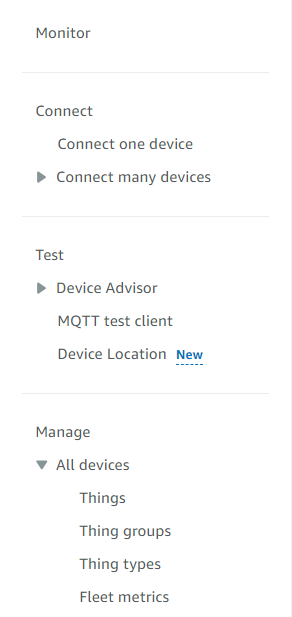 Monitor
Connect
Connect one device
Connect many devices
Test
Device Advisor
MQTT test client
Device Location New
Manage
All devices
Things
Thing groups
Thing types
Fleet metrics